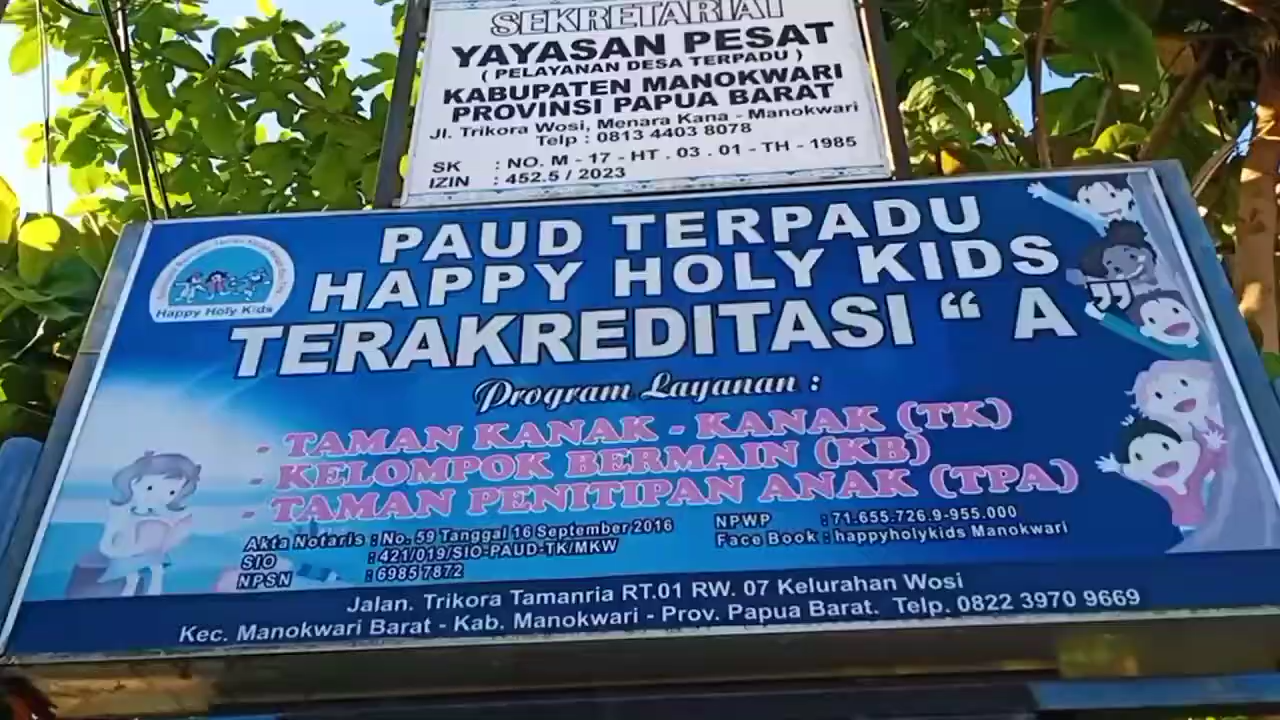 SEKRETARIAT
YAYASAN PESAT
( PELAYANAN DESA TERPADU )
KABUPATEN MANOKWARI
PROVINSI PAPUA BARAT
Jl. Trikora Wosi, Menara Kana - Manokwari
Telp : 0813 4403 8078
SK : NO. M - 17 - HT . 03 . 01 - TH - 1985
IZIN : 452.5 / 2023
PAUD TERPADU
HAPPY HOLY KIDS
TERAKREDITASI “ A ”
Happy Holy Kids
Program Layanan :
- TAMAN KANAK - KANAK (TK)
- KELOMPOK BERMAIN (KB)
- TAMAN PENITIPAN ANAK (TPA)
Akta Notaris : No. 59 Tanggal 16 September 2016
SIO : 421/019/SIO-PAUD-TK/MKW
NPSN : 6985 7872
NPWP : 71.655.726.9-955.000
Face Book : happyholykids Manokwari
Jalan. Trikora Tamanria RT.01 RW. 07 Kelurahan Wosi
Kec. Manokwari Barat - Kab. Manokwari - Prov. Papua Barat. Telp. 0822 3970 9669